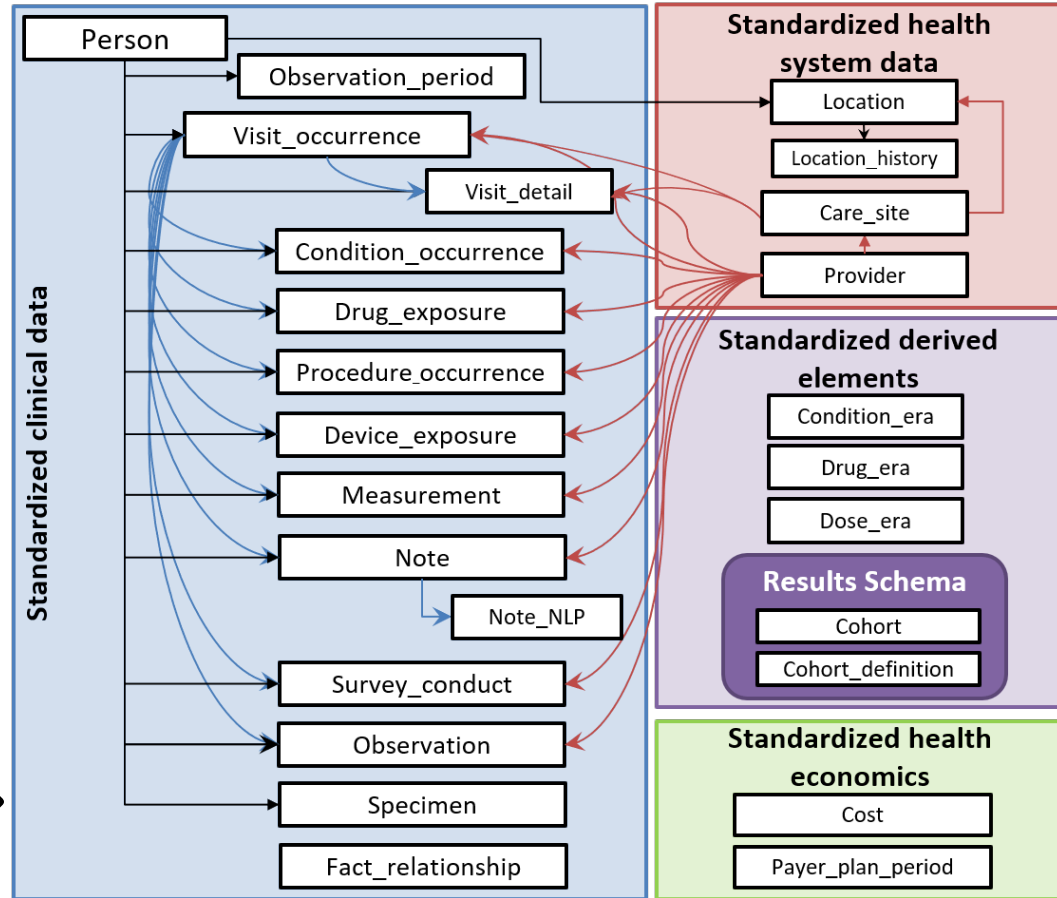 Standardized clinical data
Person
Observation_period
Visit_occurrence
Visit_detail
Condition_occurrence
Drug_exposure
Procedure_occurrence
Device_exposure
Measurement
Note
Note_NLP
Survey_conduct
Observation
Specimen
Fact_relationship
Standardized health
system data
Location
Location_history
Care_site
Provider
Standardized derived
elements
Condition_era
Drug_era
Dose_era
Results Schema
Cohort
Cohort_definition
Standardized health
economics
Cost
Payer_plan_period